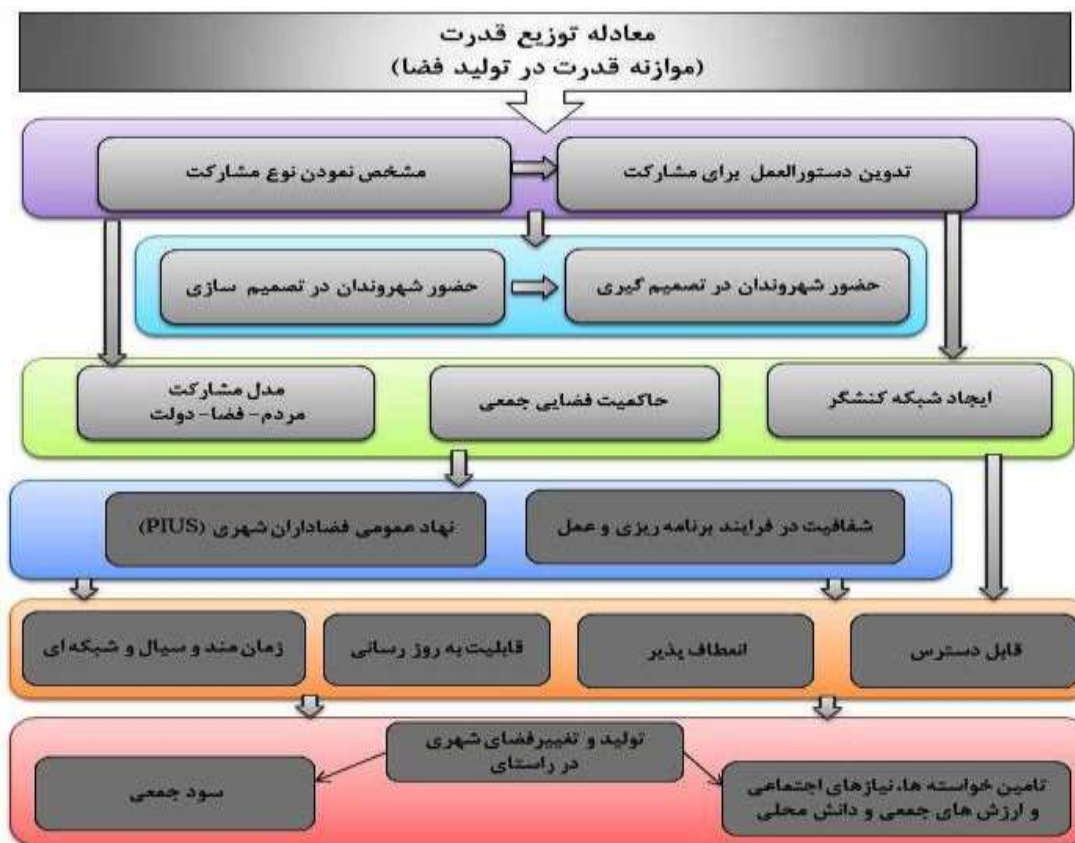 معادله توزیع قدرت
(موازنه قدرت در تولید فضا)
تدوین دستورالعمل برای مشارکت
مشخص نمودن نوع مشارکت
حضور شهروندان در تصمیم گیری
حضور شهروندان در تصمیم سازی
ایجاد شبکه کنشگر
حاکمیت فضایی جمعی
مدل مشارکت
مردم- فضا- دولت
شفافیت در فرایند برنامه ریزی و عمل
نهاد عمومی فضاداران شهری (PIUS)
قابل دسترس
انعطاف پذیر
قابلیت به روز رسانی
زمان مند و سیال و شبکه ای
تولید و تغییرفضای شهری
در راستای
تامین خواسته ها، نیازهای اجتماعی
و ارزش های جمعی و دانش محلی
سود جمعی